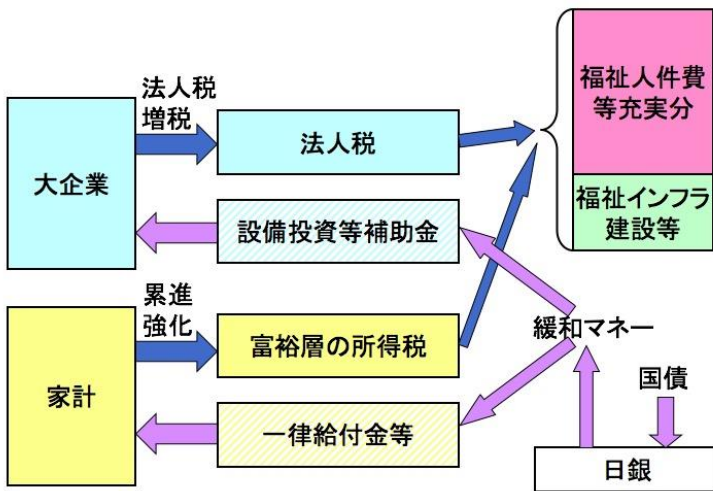 法人税
増税
大企業
法人税
設備投資等補助金
福祉人件費
等充実分
福祉インフラ
建設等
累進
強化
家計
富裕層の所得税
一律給付金等
緩和マネー
国債
日銀